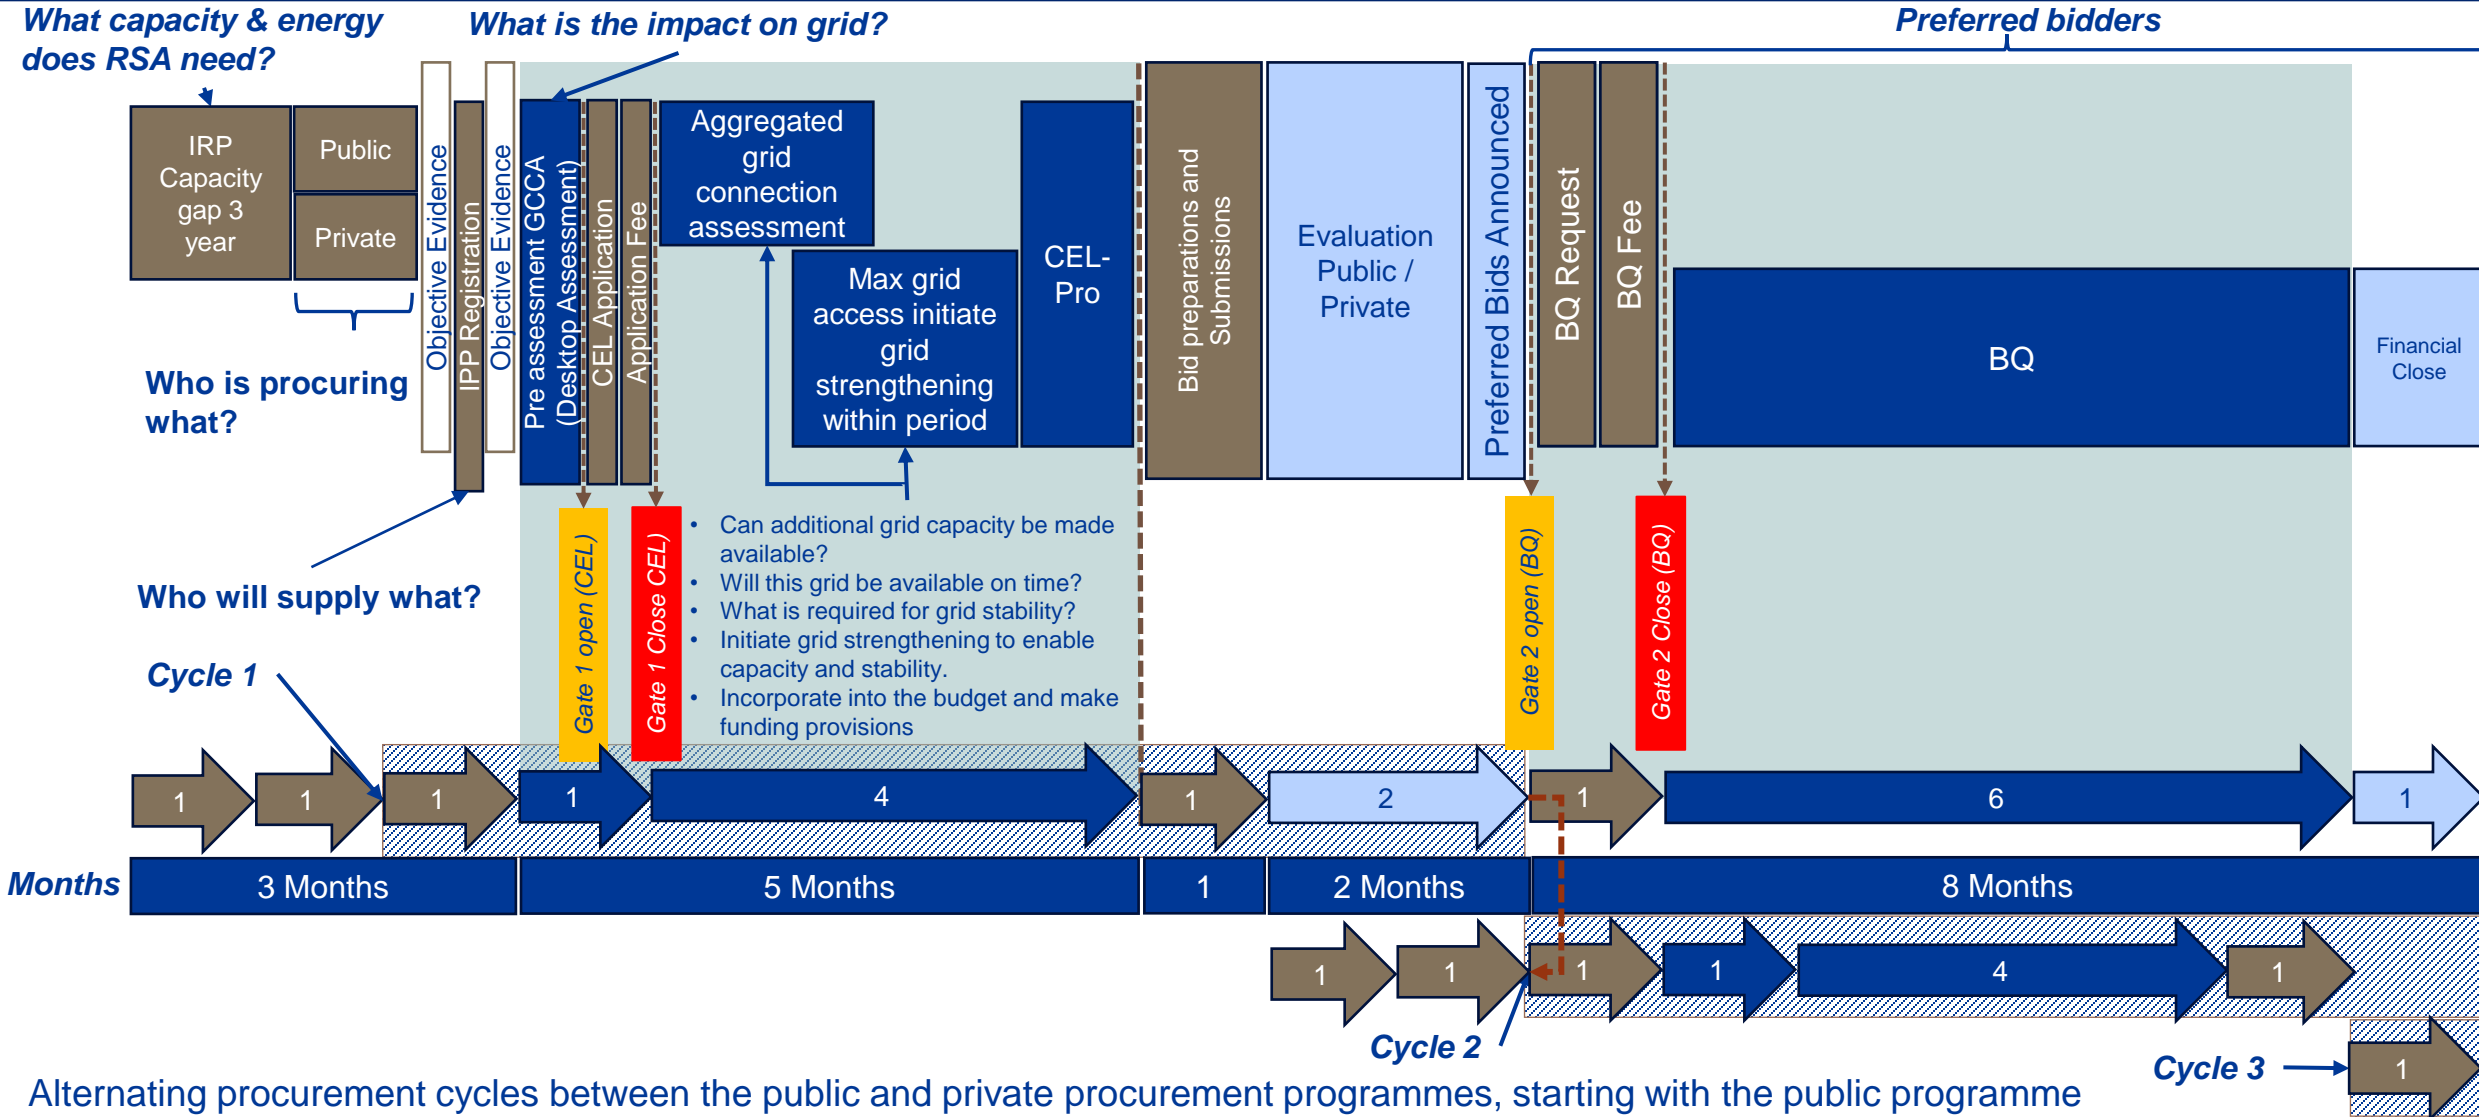 What capacity & energy
does RSA need?
What is the impact on grid?
Preferred bidders
IRP
Capacity
gap 3
year
Public
Private
Who is procuring
what?
Objective Evidence
IPP Registration
Objective Evidence
Who will supply what?
Pre assessment GCCA
(Desktop Assessment)
CEL Application
Application Fee
Aggregated
grid
connection
assessment
Max grid
access initiate
grid
strengthening
within period
CEL-
Pro
Bid preparations and
Submissions
Evaluation
Public /
Private
Preferred Bids Announced
BQ Request
BQ Fee
BQ
Financial
Close
Gate 1 open (CEL)
Gate 1 Close CEL)
• Can additional grid capacity be made
available?
• Will this grid be available on time?
• What is required for grid stability?
• Initiate grid strengthening to enable
capacity and stability.
• Incorporate into the budget and make
funding provisions
Gate 2 open (BQ)
Gate 2 Close (BQ)
Cycle 1
1
1
1
1
4
1
2
1
6
1
Months
3 Months
5 Months
1
2 Months
8 Months
1
1
1
1
4
1
Cycle 2
Cycle 3
1
Alternating procurement cycles between the public and private procurement programmes, starting with the public programme